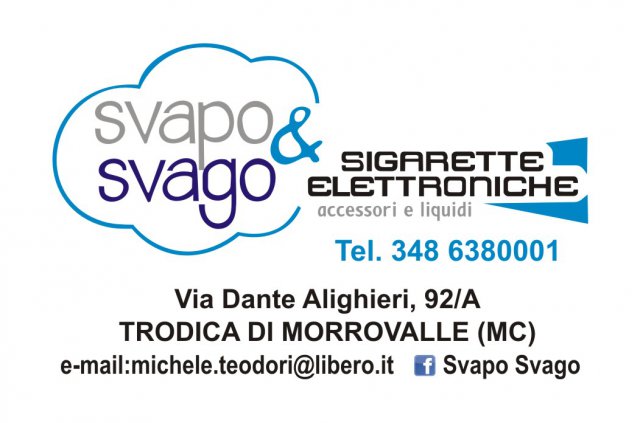 svapo
&
svago
SIGARETTE
ELETTRONICHE
accessori e liquidi
Tel. 348 6380001
Via Dante Alighieri, 92/A
TRODICA DI MORROVALLE (MC)
e-mail:michele.teodori@libero.it f Svapo Svago